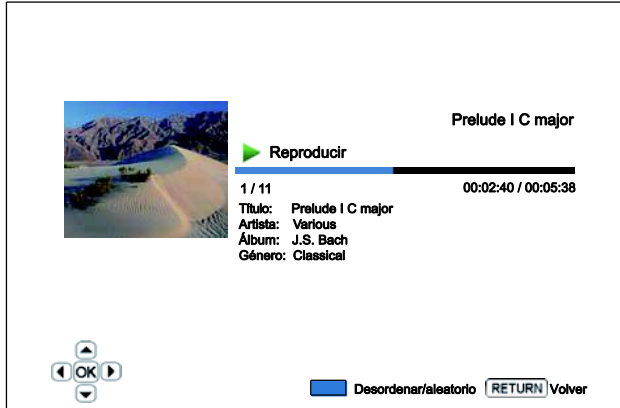 Prelude I C major
Reproducir
1 / 11 00:02:40 / 00:05:38
Título: Prelude I C major
Artista: Various
Álbum: J.S. Bach
Género: Classical
OK
Desordenar/aleatorio RETURN Volver